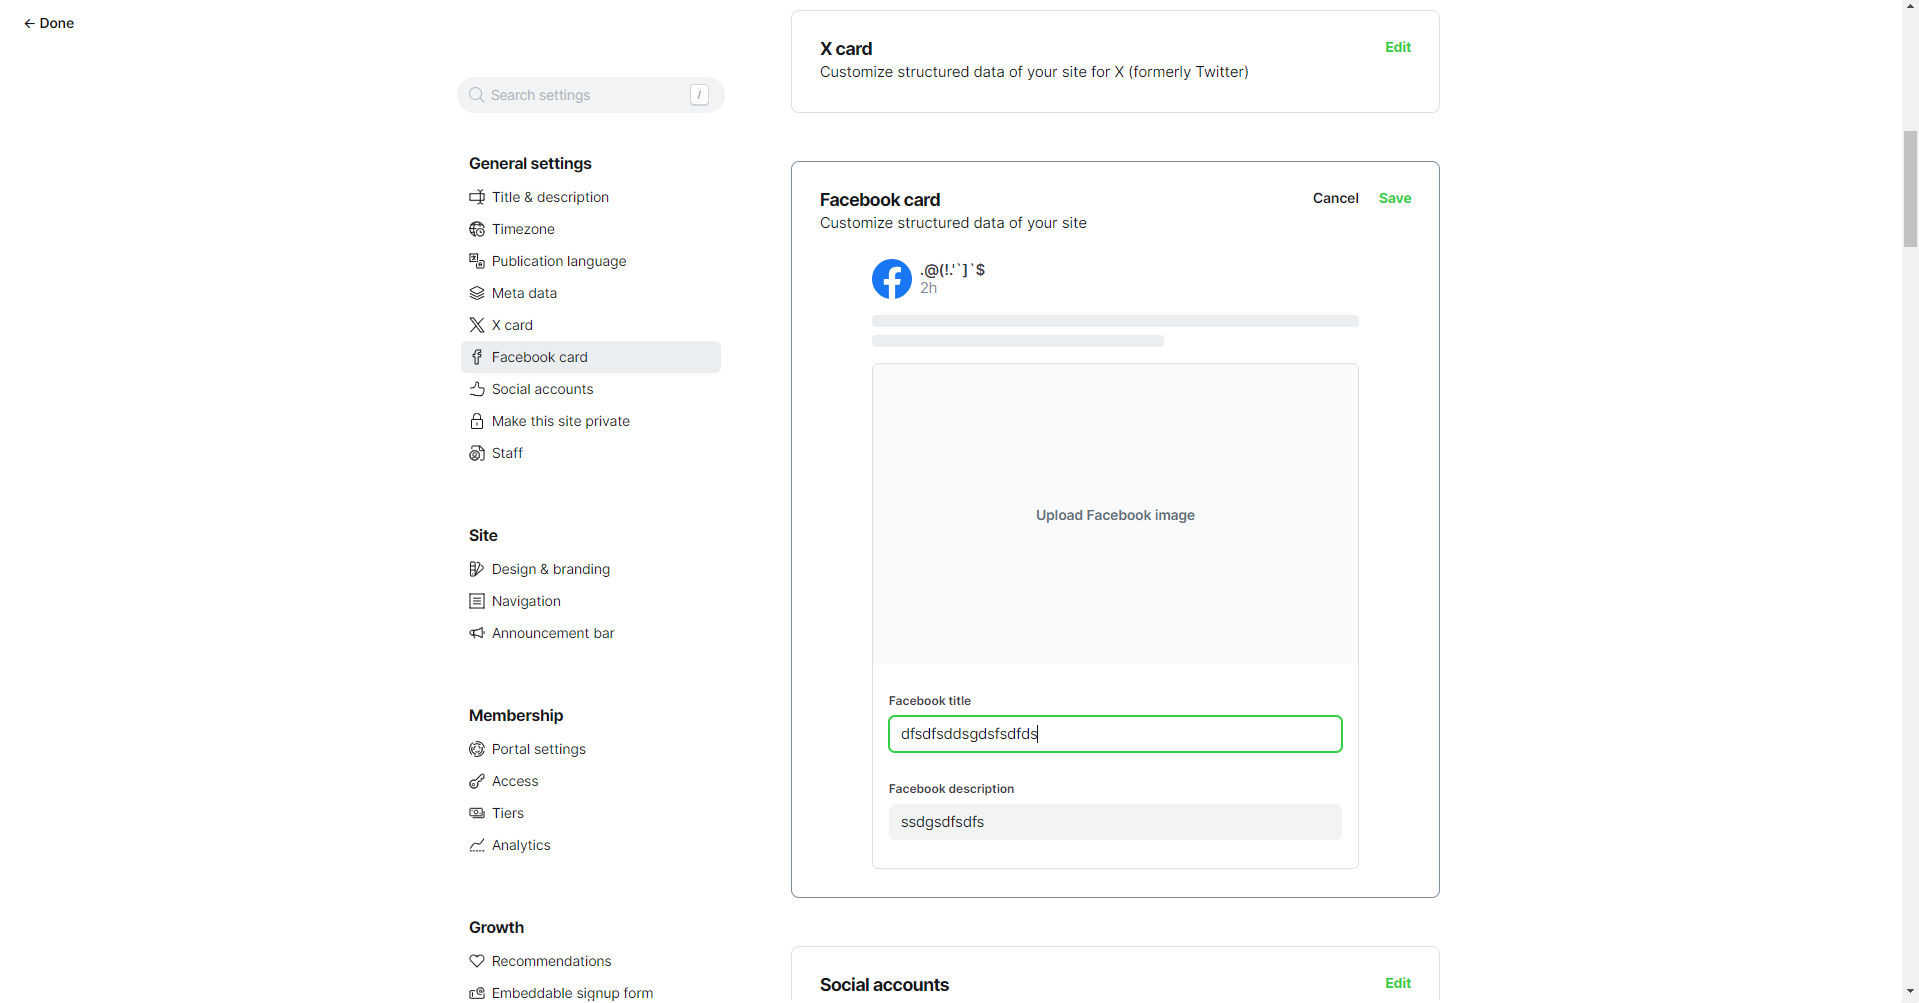 ← Done
Search settings
/
General settings
Title & description
Timezone
Publication language
Meta data
X card
Facebook card
Social accounts
Make this site private
Staff
Site
Design & branding
Navigation
Announcement bar
Membership
Portal settings
Access
Tiers
Analytics
Growth
Recommendations
Embeddable signup form
X card
Edit
Customize structured data of your site for X (formerly Twitter)
Facebook card
Cancel
Save
Customize structured data of your site
.@(!.'`]`$
2h
Upload Facebook image
Facebook title
dfsdfsddsgdsfsdfds
Facebook description
ssdgsdfsdfs
Social accounts
Edit